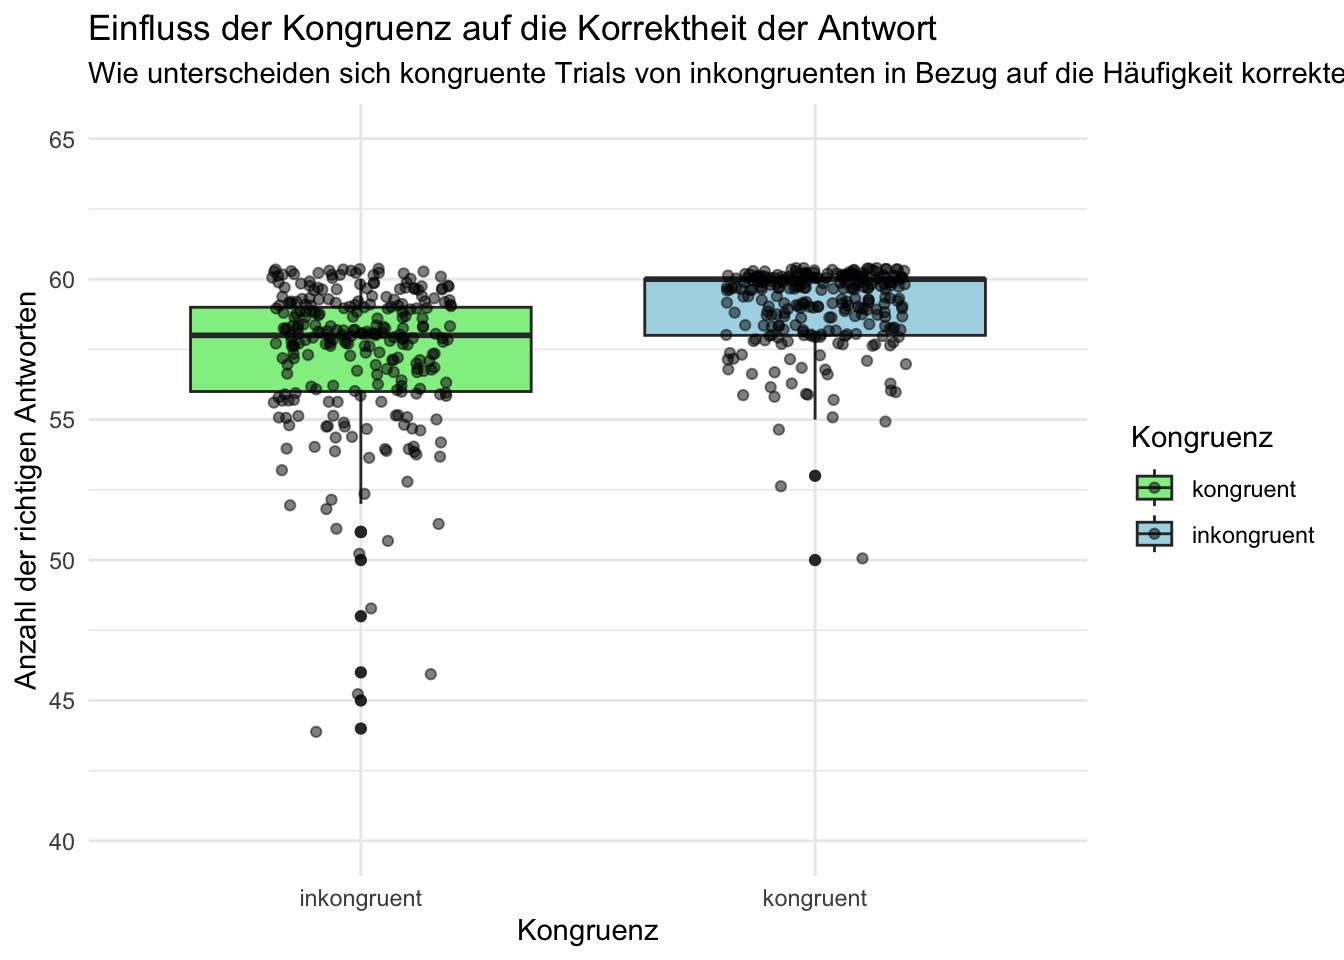 Einfluss der Kongruenz auf die Korrektheit der Antwort
Wie unterscheiden sich kongruente Trials von inkongruenten in Bezug auf die Häufigkeit korrekte
65
60
55
50
45
40
Anzahl der richtigen Antworten
inkongruent
kongruent
Kongruenz
Kongruenz
kongruent
inkongruent